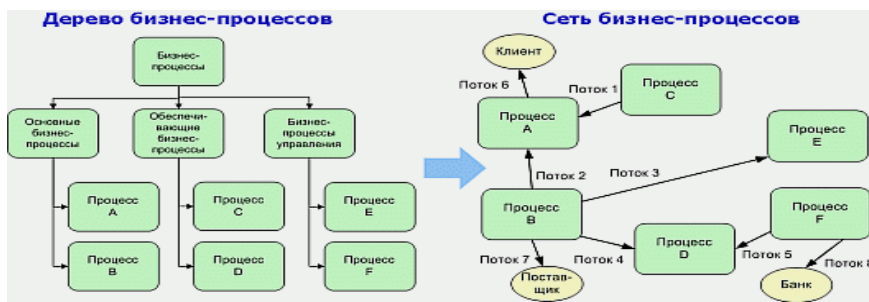 Дерево бизнес-процессов
Бизнес-
процессы
Основные
бизнес-
процессы
Обеспечи-
вающие
бизнес-
процессы
Бизнес-
процессы
управления
Процесс
A
Процесс
C
Процесс
E
Процесс
B
Процесс
D
Процесс
F
Сеть бизнес-процессов
Клиент
Поток 6
Поток 1
Процесс
C
Процесс
A
Процесс
E
Поток 2
Поток 3
Процесс
B
Процесс
F
Процесс
D
Поток 7
Поток 4
Поток 5
Поток 8
Постав-
щик
Банк